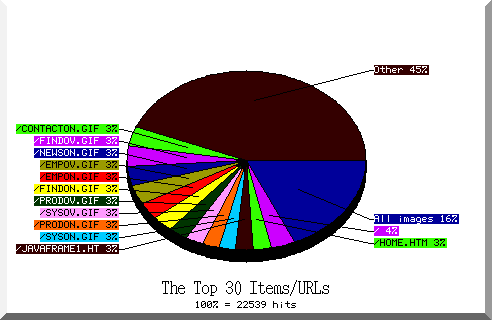 Other 45%
/CONTACTON.GIF 3%
/FINDOV.GIF 3%
/NEWSON.GIF 3%
/EMPOV.GIF 3%
/EMPON.GIF 3%
/FINDON.GIF 3%
/PRODOV.GIF 3%
/SYSOV.GIF 3%
/PRODON.GIF 3%
/SYSON.GIF 3%
/JAVAFRAME1.HT 3%
All images 16%
/ 4%
/HOME.HTM 3%
The Top 30 Items/URLs
100% = 22539 hits